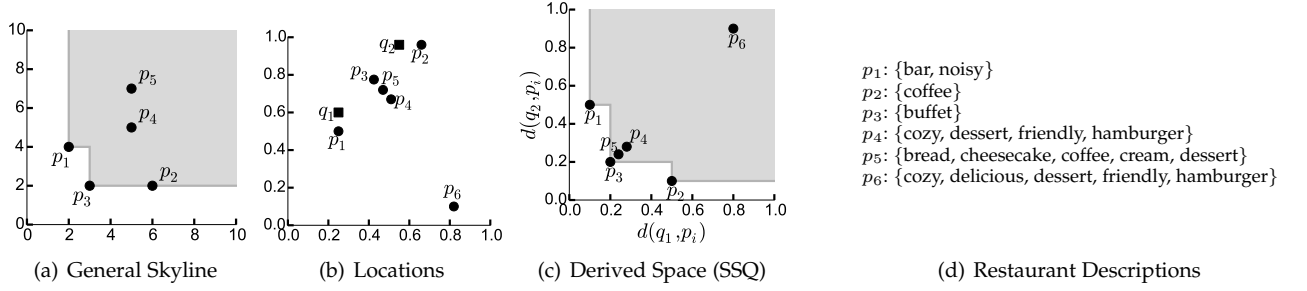 10
8
6
4
2
0
0 2 4 6 8 10
p5
p4
p1
p3
p2
(a) General Skyline
1.0
0.8
0.6
0.4
0.2
0.0
0.0 0.2 0.4 0.6 0.8 1.0
q2
p2
p3
p5
p4
q1
p1
p6
(b) Locations
1.0
0.8
0.6
0.4
0.2
0.0
0.0 0.2 0.4 0.6 0.8 1.0
d(q2,pi)
d(q1,pi)
p6
p1
p5
p4
p3
p2
(c) Derived Space (SSQ)
p1: {bar, noisy}
p2: {coffee}
p3: {buffet}
p4: {cozy, dessert, friendly, hamburger}
p5: {bread, cheesecake, coffee, cream, dessert}
p6: {cozy, delicious, dessert, friendly, hamburger}
(d) Restaurant Descriptions